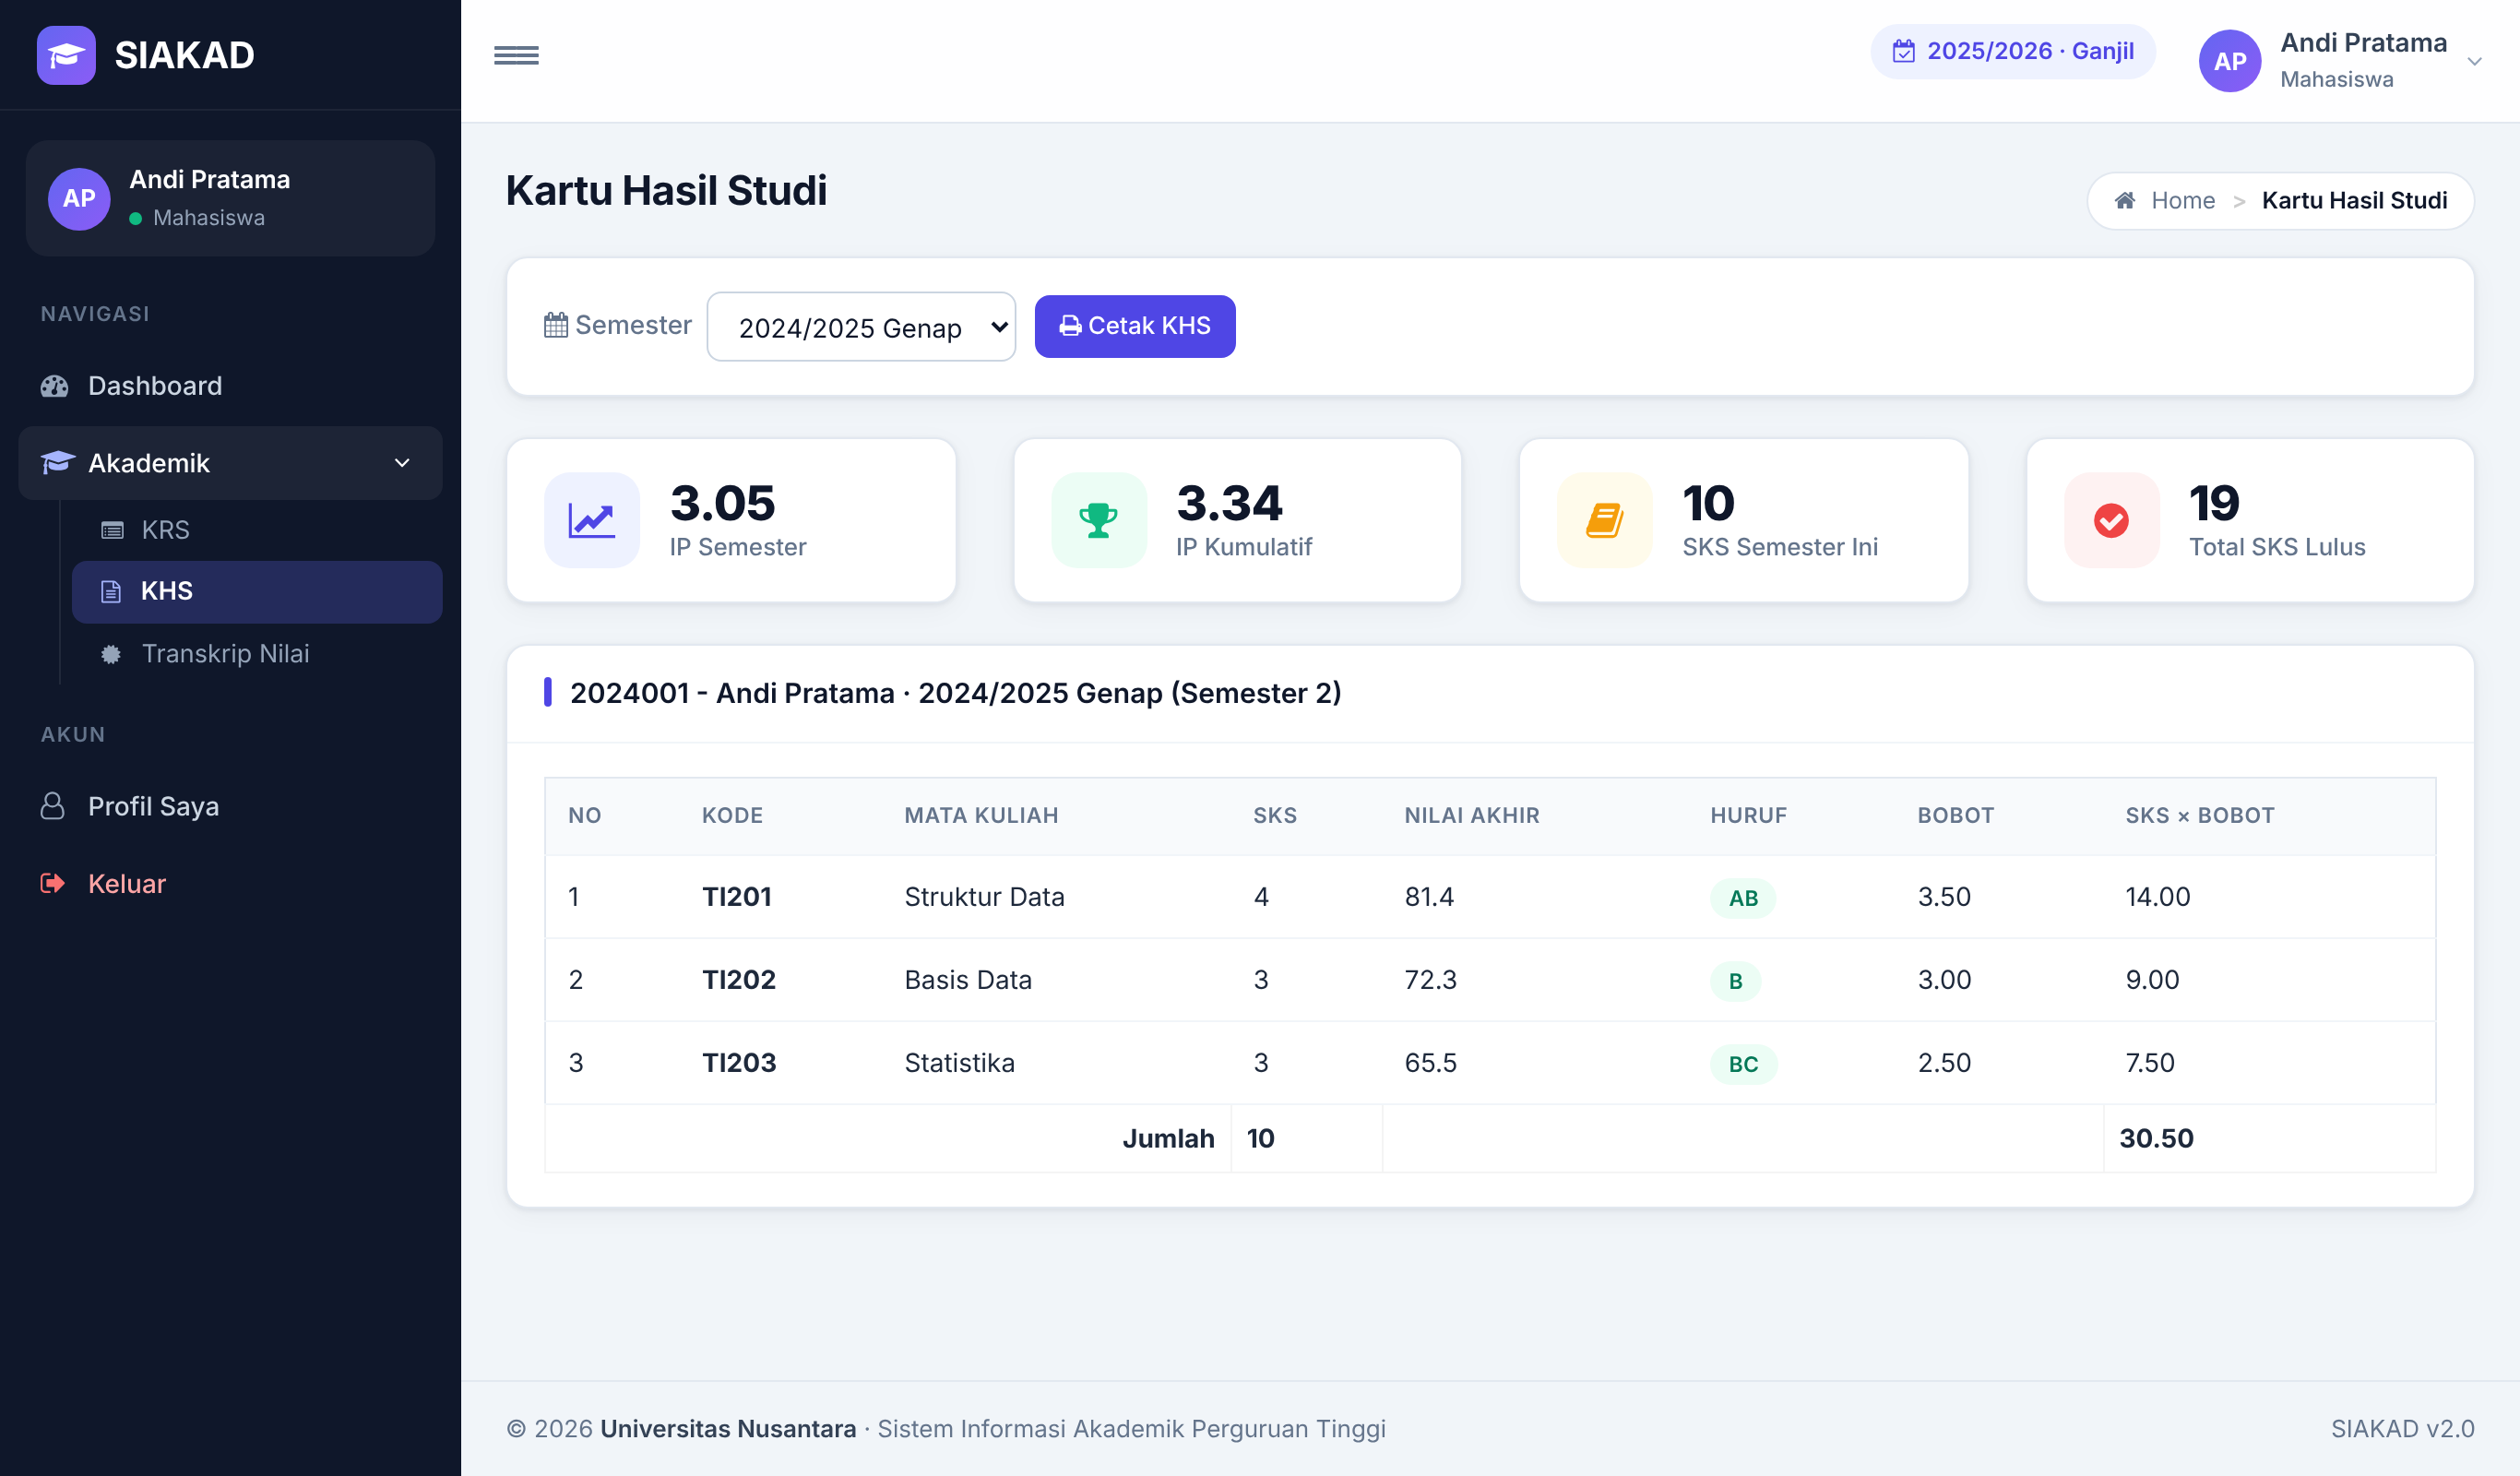 SIAKAD
2025/2026 · Ganjil
AP
Andi Pratama
Mahasiswa
AP
Andi Pratama
Mahasiswa
NAVIGASI
Dashboard
Akademik
KRS
KHS
Transkrip Nilai
AKUN
Profil Saya
Keluar
Kartu Hasil Studi
Home > Kartu Hasil Studi
Semester 2024/2025 Genap Cetak KHS
3.05
IP Semester
3.34
IP Kumulatif
10
SKS Semester Ini
19
Total SKS Lulus
2024001 - Andi Pratama · 2024/2025 Genap (Semester 2)
NO KODE MATA KULIAH SKS NILAI AKHIR HURUF BOBOT SKS × BOBOT
1 TI201 Struktur Data 4 81.4 AB 3.50 14.00
2 TI202 Basis Data 3 72.3 B 3.00 9.00
3 TI203 Statistika 3 65.5 BC 2.50 7.50
Jumlah 10 30.50
© 2026 Universitas Nusantara · Sistem Informasi Akademik Perguruan Tinggi
SIAKAD v2.0